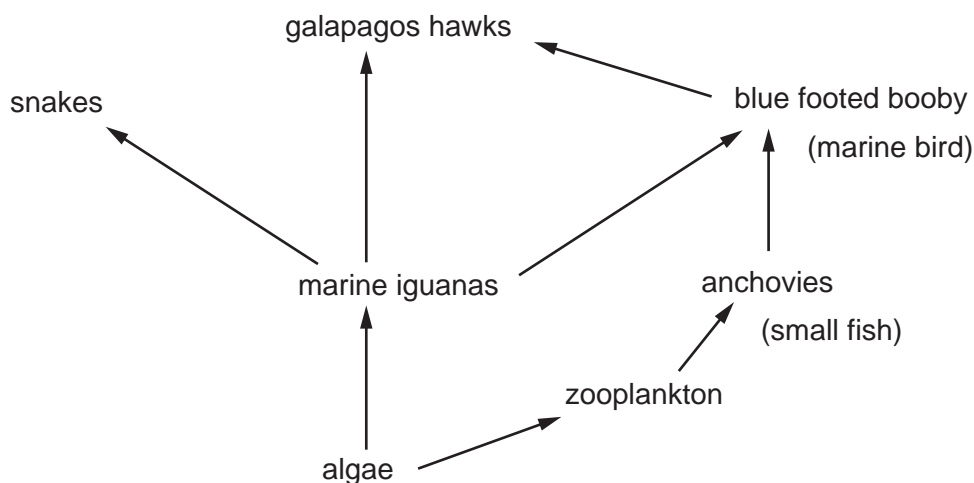 galapagos hawks
snakes
blue footed booby
(marine bird)
marine iguanas
anchovies
(small fish)
zooplankton
algae